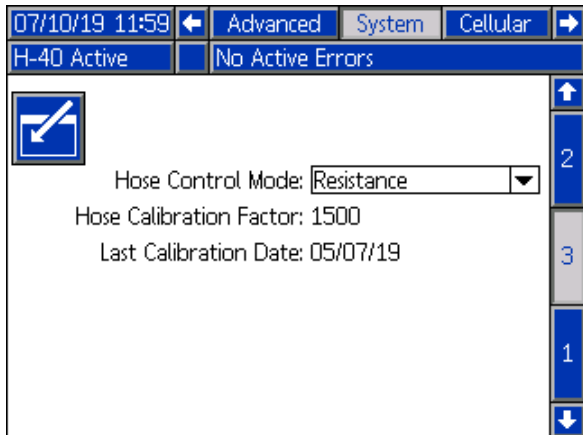 07/10/19 11:59 Advanced System Cellular
H-40 Active No Active Errors
2
Hose Control Mode: Resistance
Hose Calibration Factor: 1500
Last Calibration Date: 05/07/19
3
1